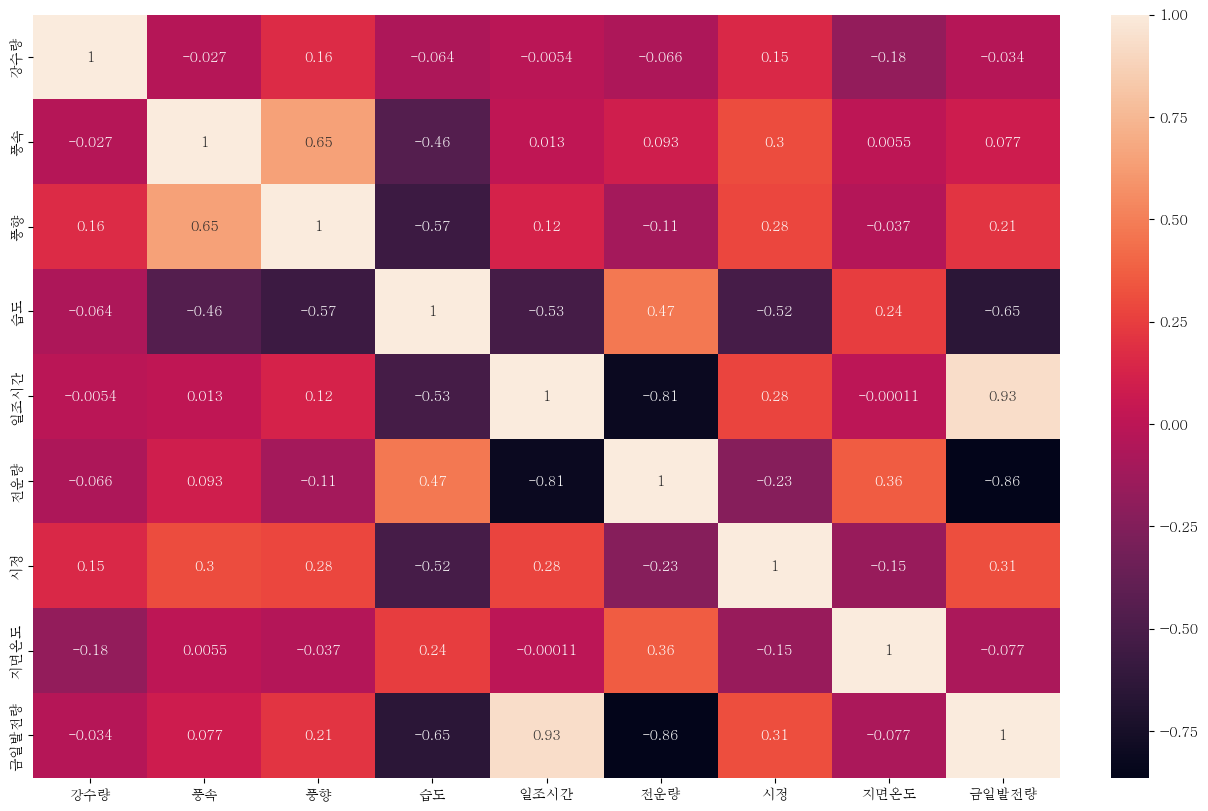 강수량 1 −0.027 0.16 −0.064 −0.0054 −0.066 0.15 −0.18 −0.034
풍속 −0.027 1 0.65 −0.46 0.013 0.093 0.3 0.0055 0.077
풍향 0.16 0.65 1 −0.57 0.12 −0.11 0.28 −0.037 0.21
습도 −0.064 −0.46 −0.57 1 −0.53 0.47 −0.52 0.24 −0.65
일조시간 −0.0054 0.013 0.12 −0.53 1 −0.81 0.28 −0.00011 0.93
전운량 −0.066 0.093 −0.11 0.47 −0.81 1 −0.23 0.36 −0.86
시정 0.15 0.3 0.28 −0.52 0.28 −0.23 1 −0.15 0.31
지면온도 −0.18 0.0055 −0.037 0.24 −0.00011 0.36 −0.15 1 −0.077
금일발전량 −0.034 0.077 0.21 −0.65 0.93 −0.86 0.31 −0.077 1
강수량 풍속 풍향 습도 일조시간 전운량 시정 지면온도 금일발전량
1.00
0.75
0.50
0.25
0.00
−0.25
−0.50
−0.75